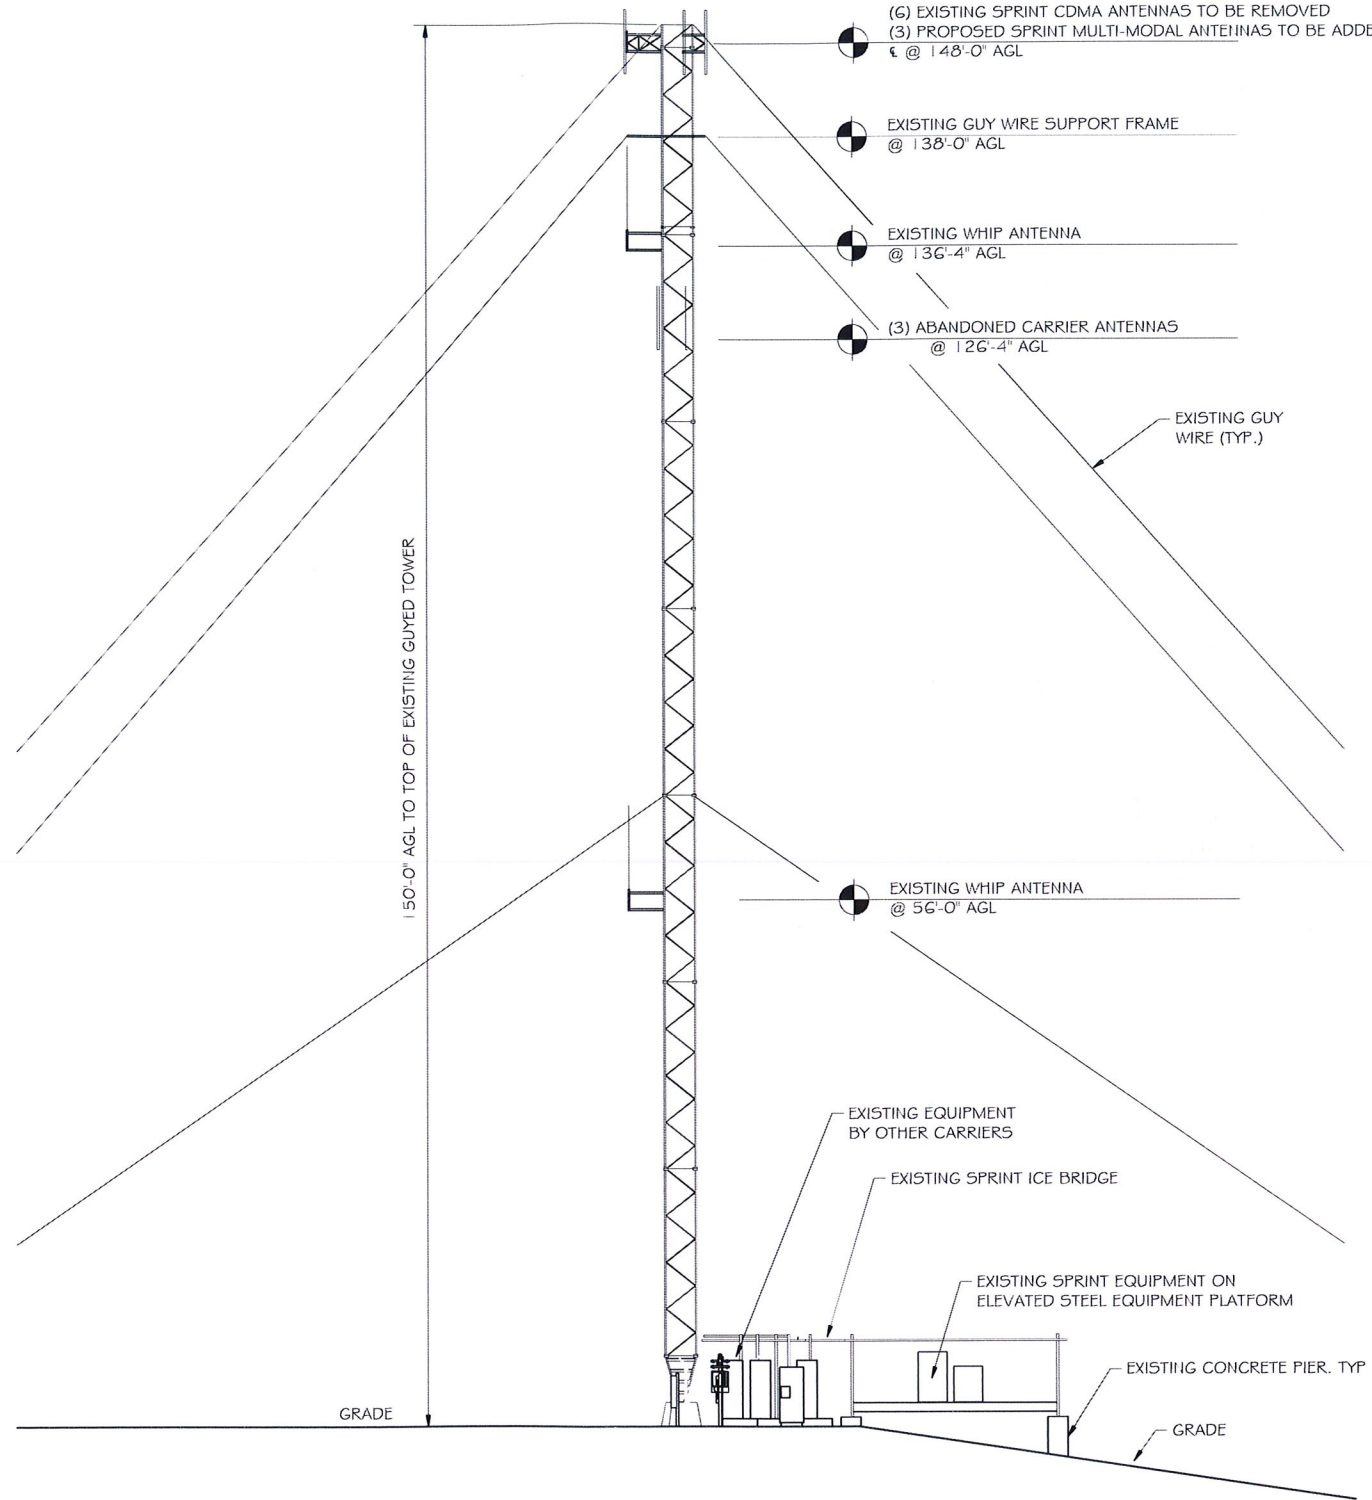 (6) EXISTING SPRINT CDMA ANTENNAS TO BE REMOVED
(3) PROPOSED SPRINT MULTI-MODAL ANTENNAS TO BE ADDE
℄ @ 148'-0" AGL
EXISTING GUY WIRE SUPPORT FRAME
@ 138'-0" AGL
EXISTING WHIP ANTENNA
@ 136'-4" AGL
(3) ABANDONED CARRIER ANTENNAS
@ 126'-4" AGL
EXISTING GUY
WIRE (TYP.)
150'-0" AGL TO TOP OF EXISTING GUYED TOWER
EXISTING WHIP ANTENNA
@ 56'-0" AGL
EXISTING EQUIPMENT
BY OTHER CARRIERS
EXISTING SPRINT ICE BRIDGE
EXISTING SPRINT EQUIPMENT ON
ELEVATED STEEL EQUIPMENT PLATFORM
EXISTING CONCRETE PIER. TYP
GRADE
GRADE